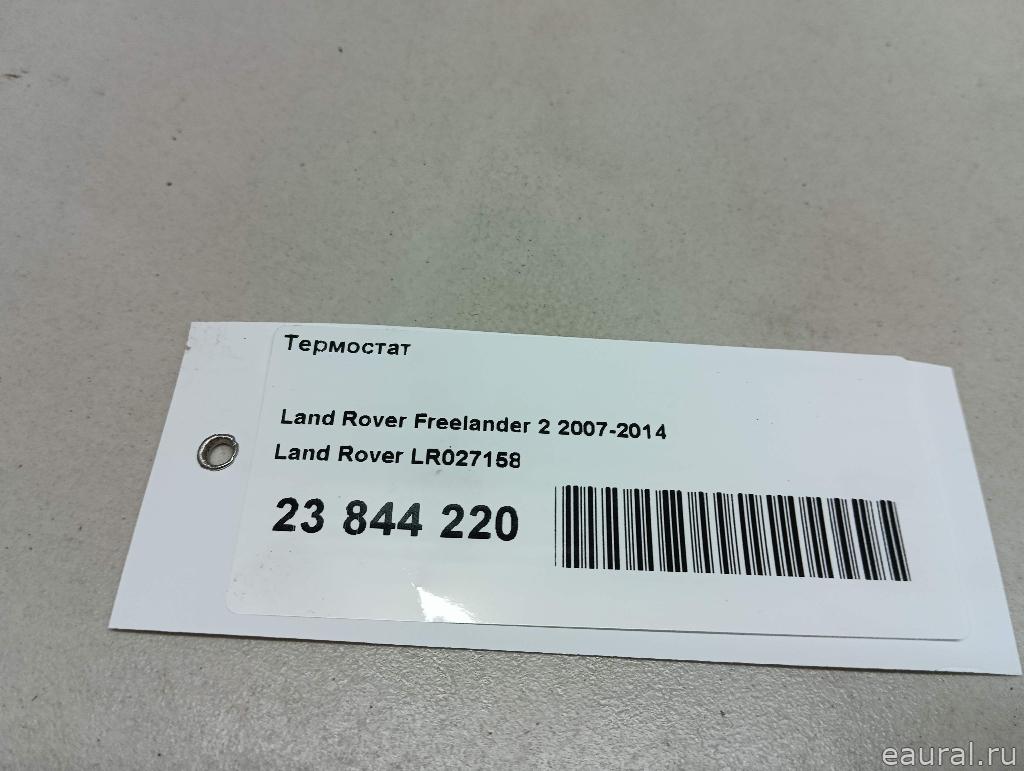 Термостат
Land Rover Freelander 2 2007-2014
Land Rover LR027158
23 844 220
eaural.ru